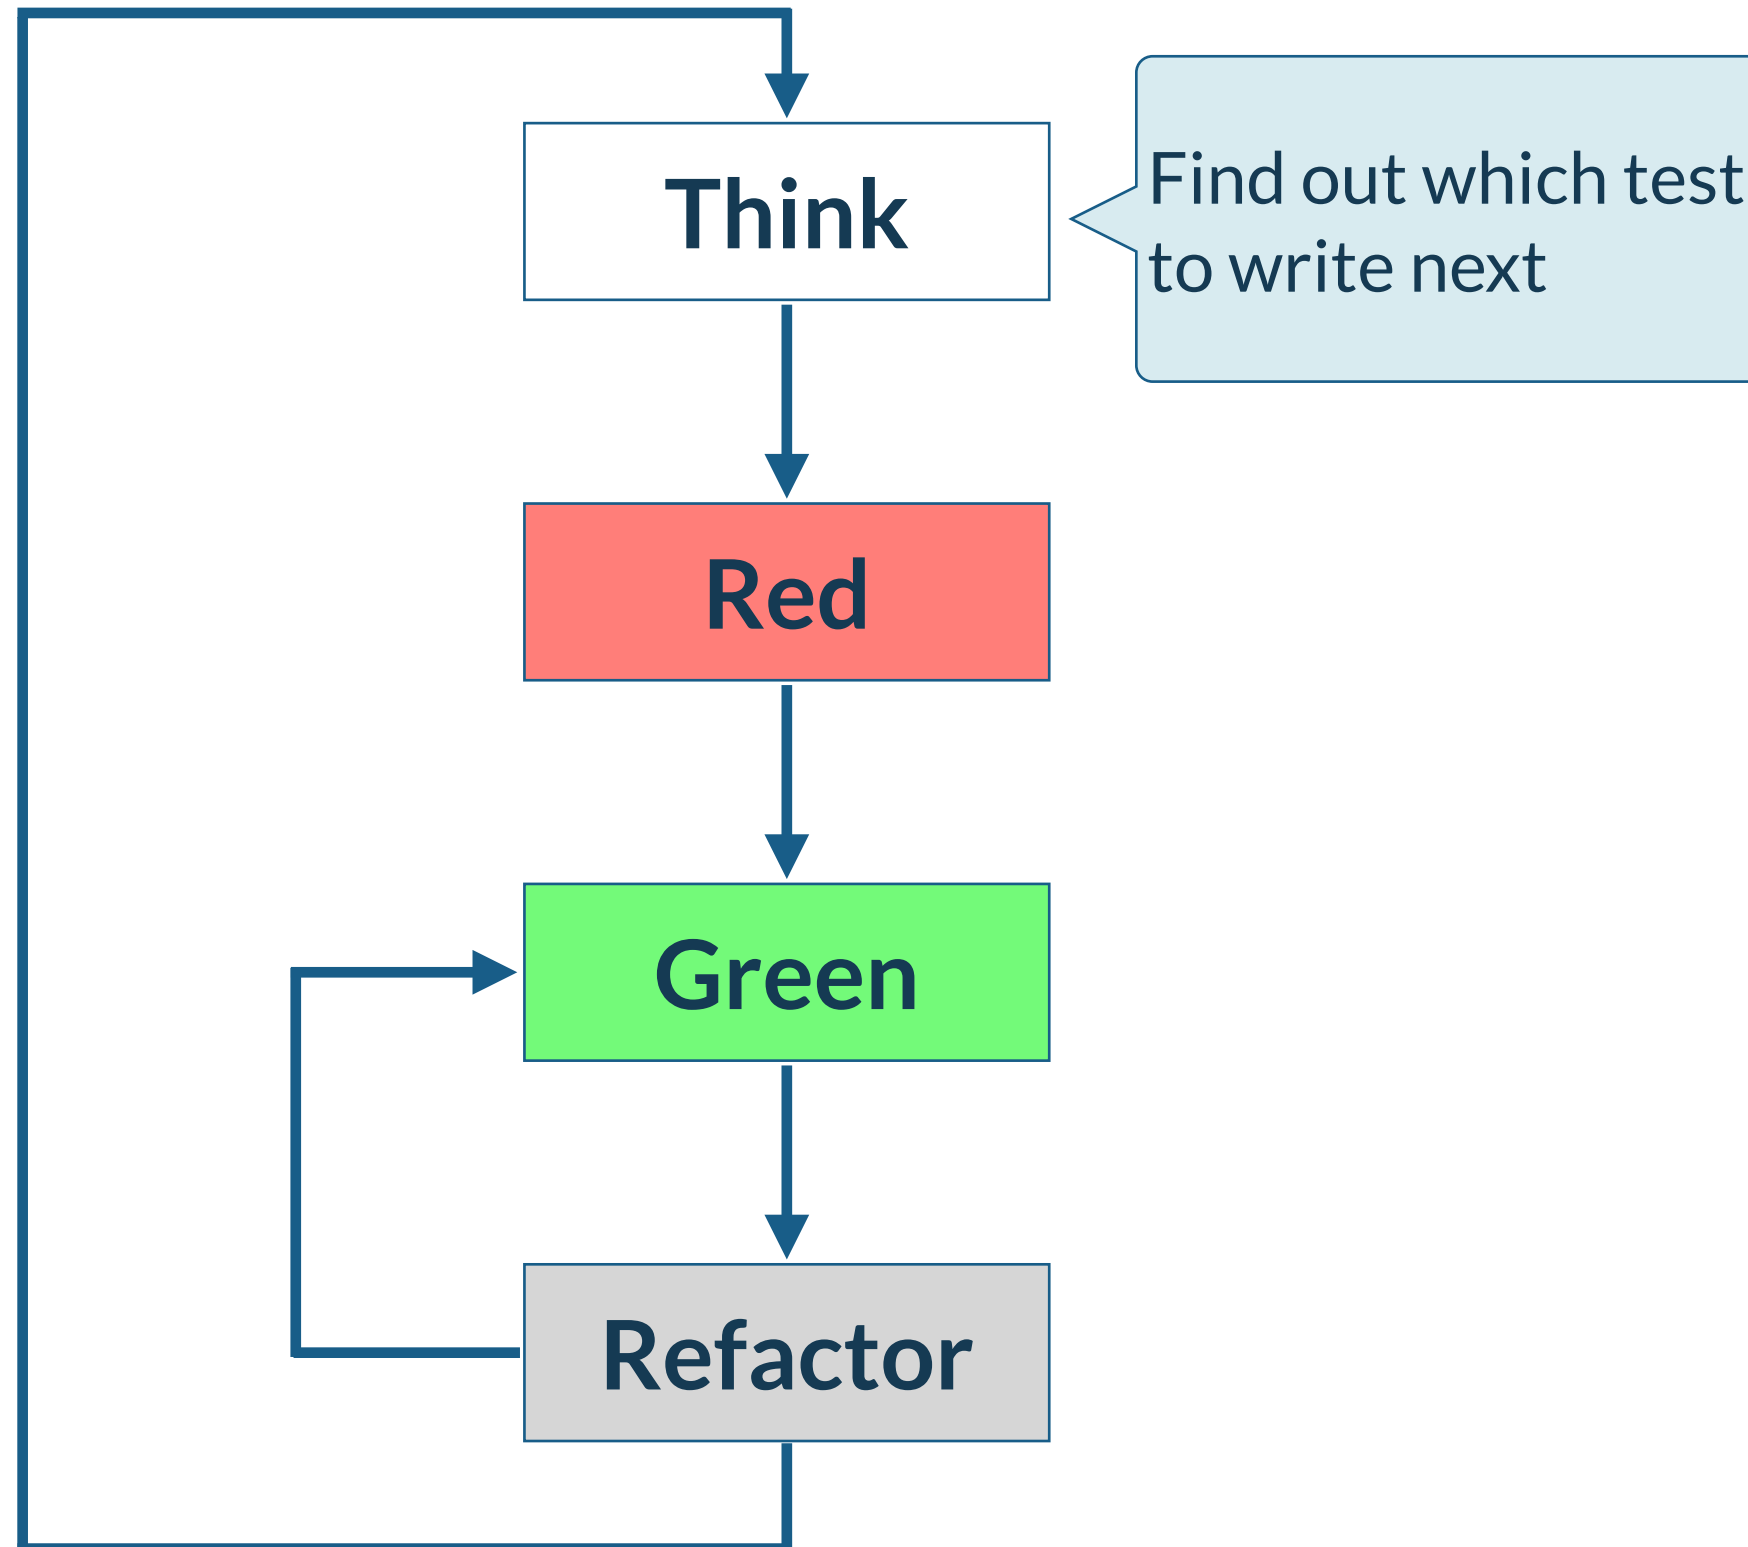 Think
Find out which test
to write next
Red
Green
Refactor